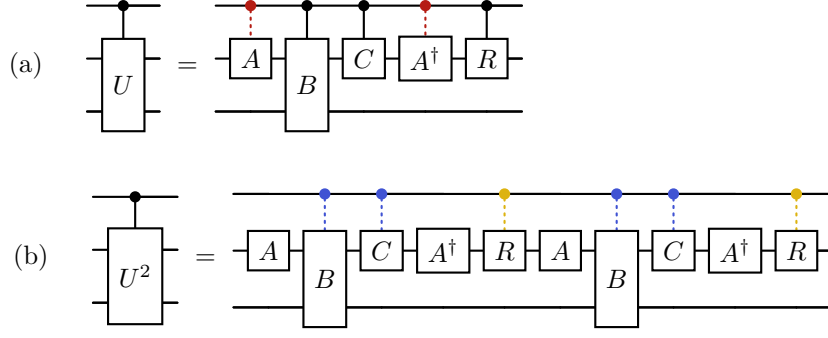 (a) U = A B C A† R
(b) U² = A B C A† R A B C A† R